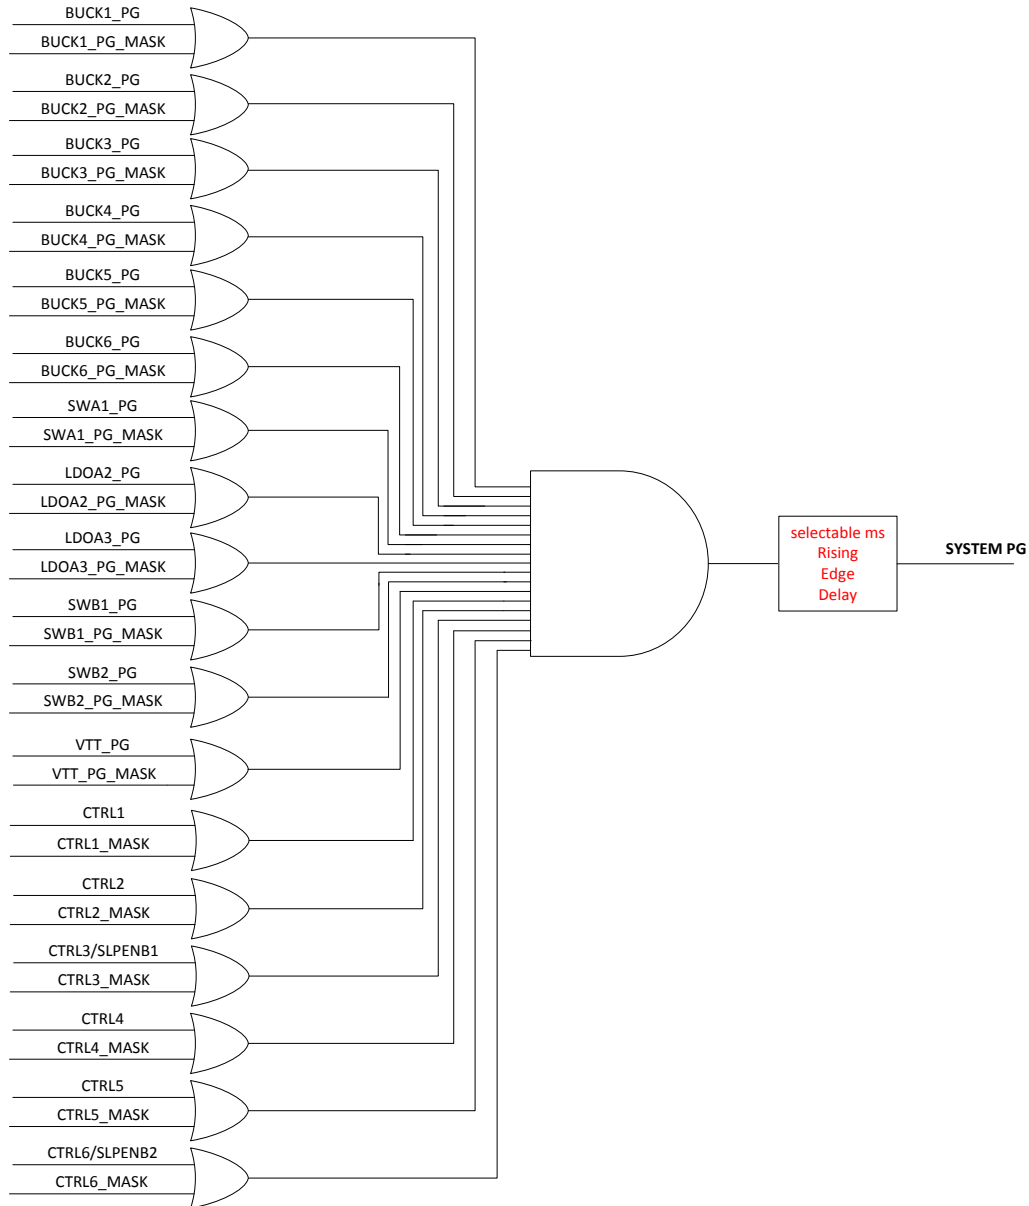 BUCK1_PG
BUCK1_PG_MASK
BUCK2_PG
BUCK2_PG_MASK
BUCK3_PG
BUCK3_PG_MASK
BUCK4_PG
BUCK4_PG_MASK
BUCK5_PG
BUCK5_PG_MASK
BUCK6_PG
BUCK6_PG_MASK
SWA1_PG
SWA1_PG_MASK
LDOA2_PG
LDOA2_PG_MASK
LDOA3_PG
LDOA3_PG_MASK
SWB1_PG
SWB1_PG_MASK
SWB2_PG
SWB2_PG_MASK
VTT_PG
VTT_PG_MASK
CTRL1
CTRL1_MASK
CTRL2
CTRL2_MASK
CTRL3/SLPENB1
CTRL3_MASK
CTRL4
CTRL4_MASK
CTRL5
CTRL5_MASK
CTRL6/SLPENB2
CTRL6_MASK
selectable ms
Rising
Edge
Delay
SYSTEM PG